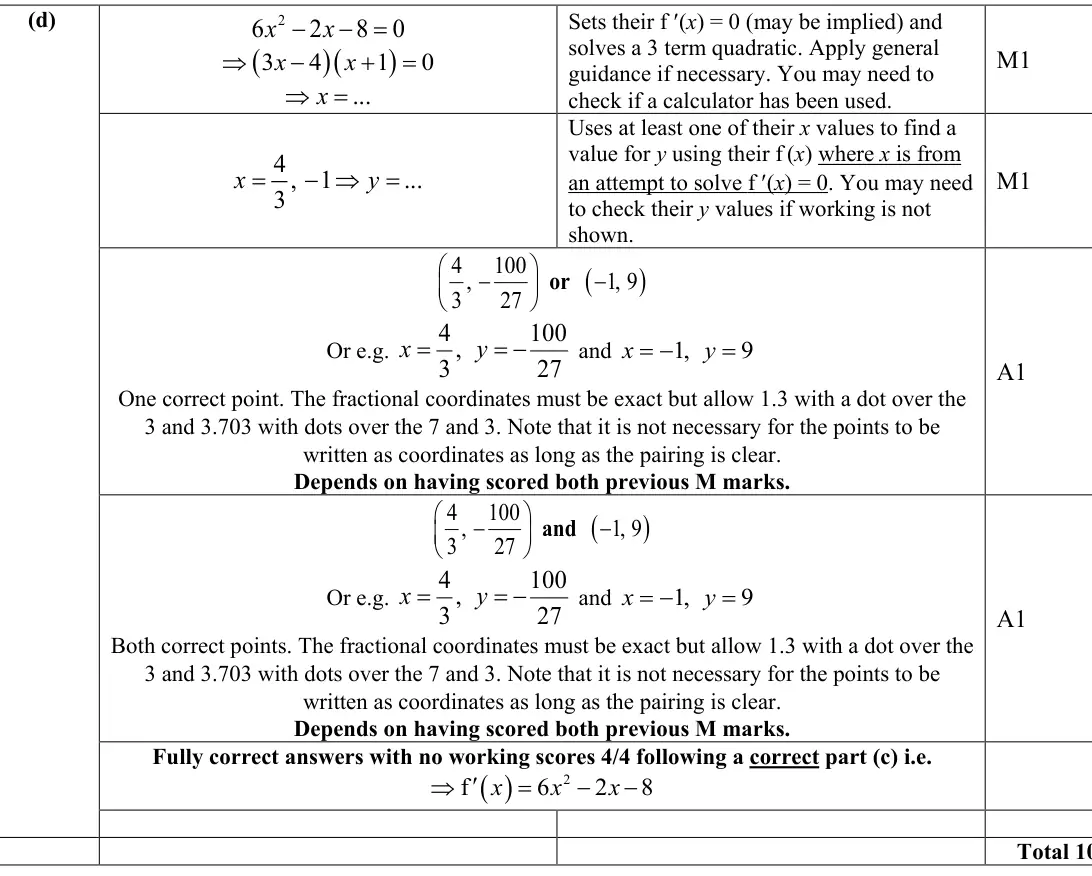 (d)
6x² − 2x − 8 = 0
⇒ (3x − 4)(x + 1) = 0
⇒ x = ...
Sets their f ′(x) = 0 (may be implied) and
solves a 3 term quadratic. Apply general
guidance if necessary. You may need to
check if a calculator has been used.
M1
x = 4/3, −1 ⇒ y = ...
Uses at least one of their x values to find a
value for y using their f (x) where x is from
an attempt to solve f ′(x) = 0. You may need
to check their y values if working is not
shown.
M1
(4/3, −100/27) or (−1, 9)
Or e.g. x = 4/3, y = −100/27 and x = −1, y = 9
One correct point. The fractional coordinates must be exact but allow 1.3 with a dot over the
3 and 3.703 with dots over the 7 and 3. Note that it is not necessary for the points to be
written as coordinates as long as the pairing is clear.
Depends on having scored both previous M marks.
A1
(4/3, −100/27) and (−1, 9)
Or e.g. x = 4/3, y = −100/27 and x = −1, y = 9
Both correct points. The fractional coordinates must be exact but allow 1.3 with a dot over the
3 and 3.703 with dots over the 7 and 3. Note that it is not necessary for the points to be
written as coordinates as long as the pairing is clear.
Depends on having scored both previous M marks.
A1
Fully correct answers with no working scores 4/4 following a correct part (c) i.e.
⇒ f′(x) = 6x² − 2x − 8
Total 10